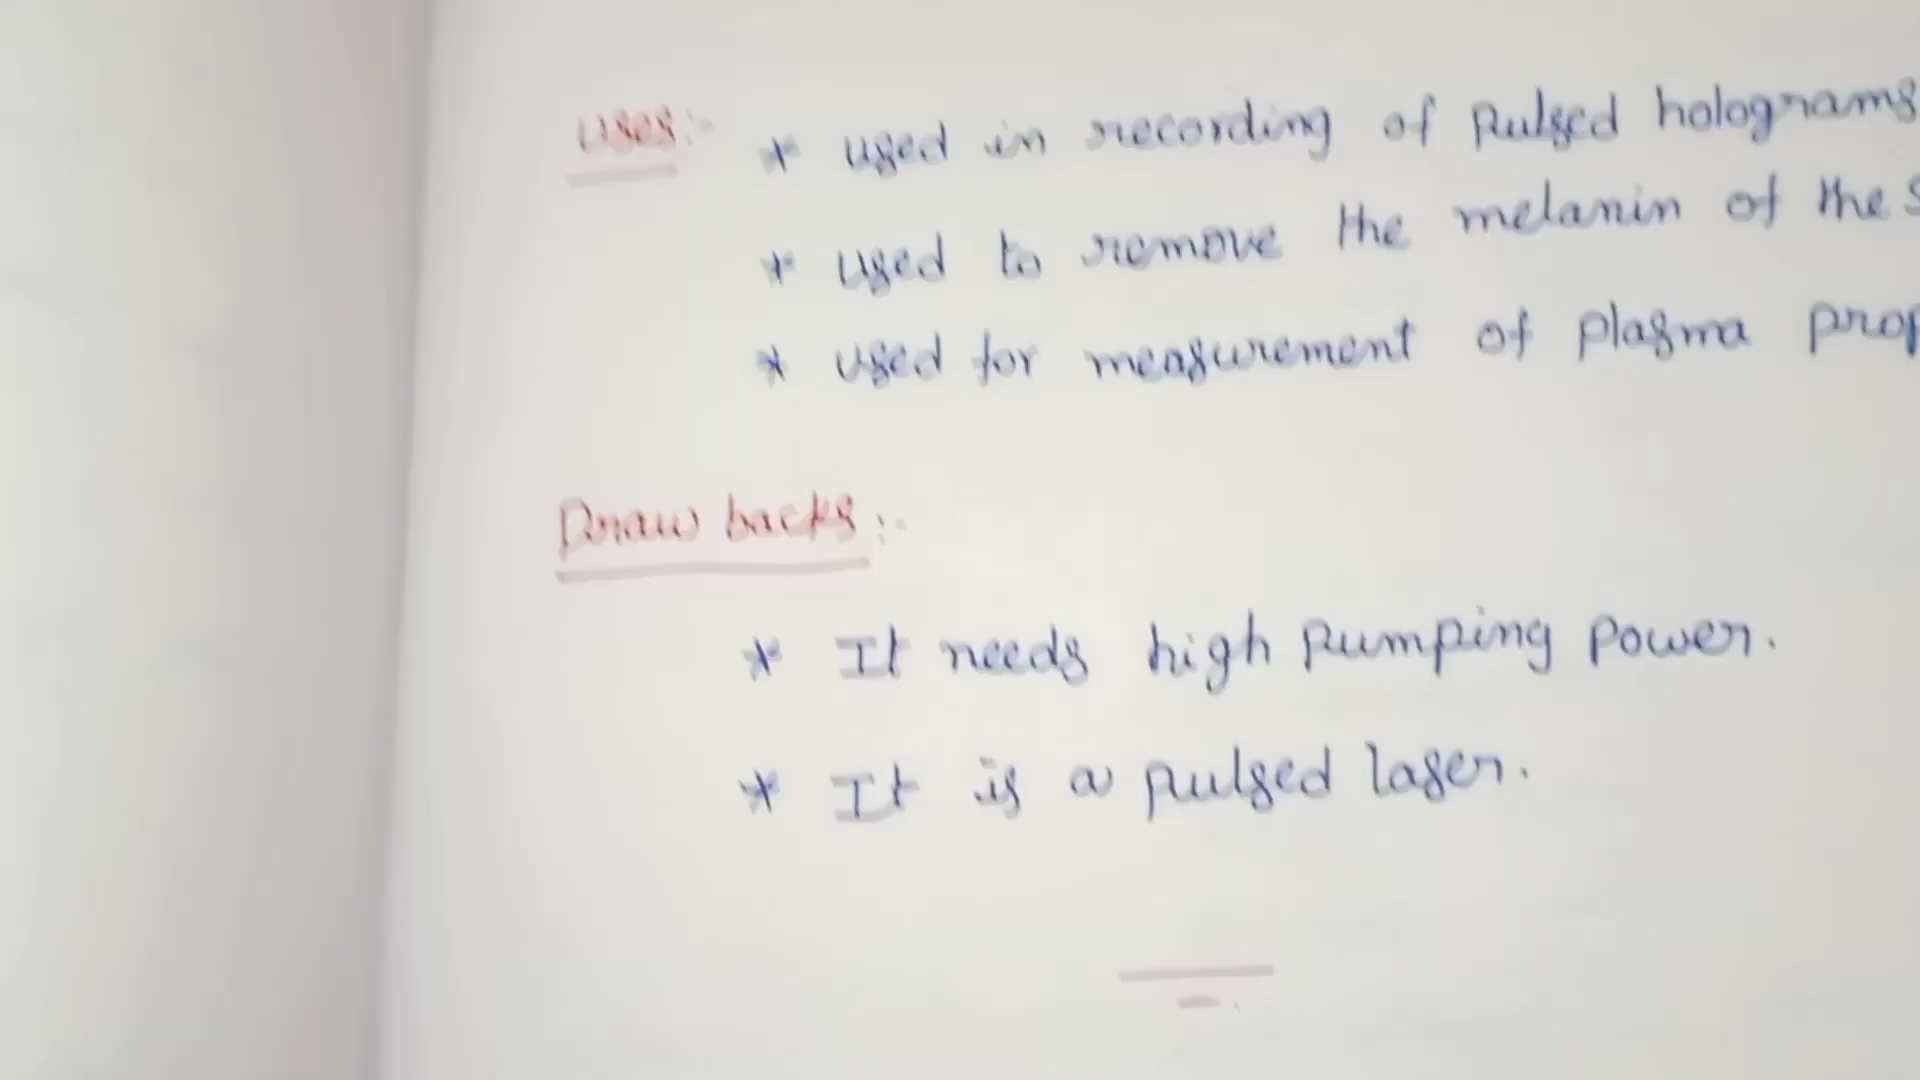 Uses:- * used in recording of pulsed holograms
* used to remove the melanin of the
* used for measurement of plasma
Draw backs:-
* It needs high pumping power.
* It is a pulsed laser.